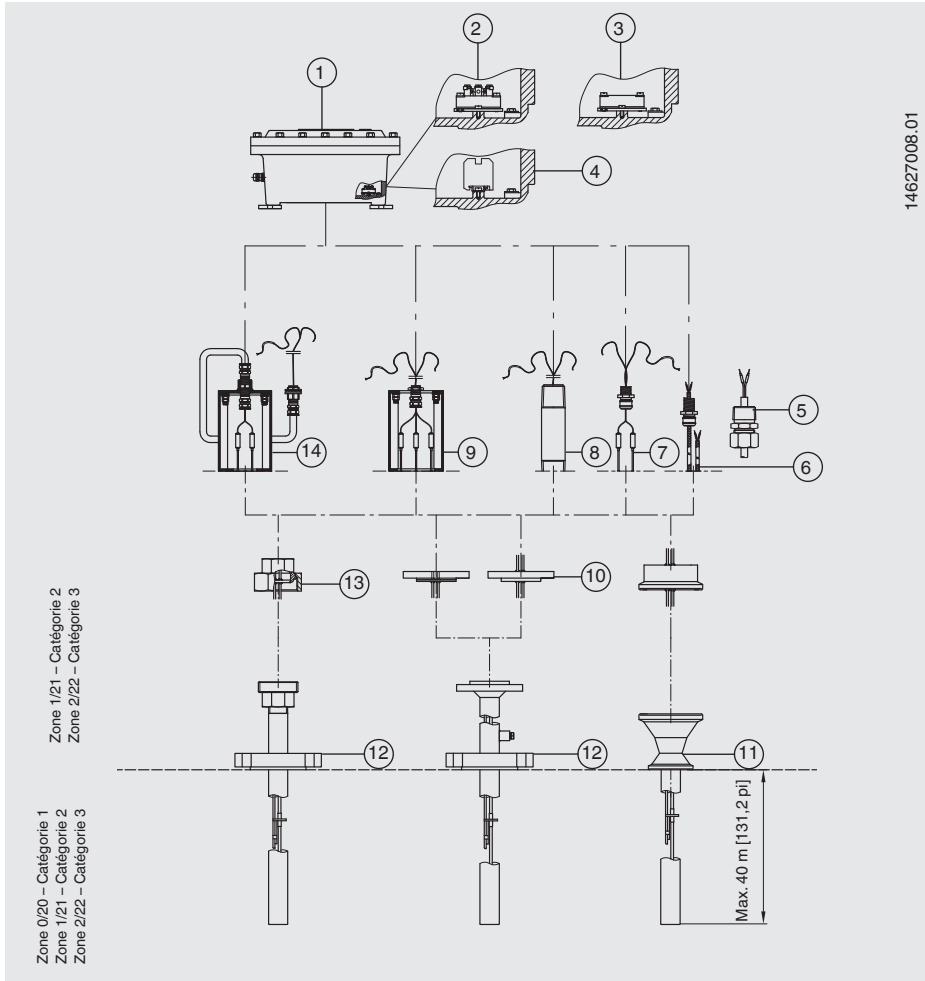 2
3
1
4
14627008.01
5
14
9
8
7
6
13
10
Zone 1/21 – Catégorie 2
Zone 2/22 – Catégorie 3
12
12
11
Zone 0/20 – Catégorie 1
Zone 1/21 – Catégorie 2
Zone 2/22 – Catégorie 3
Max. 40 m [131,2 pi]